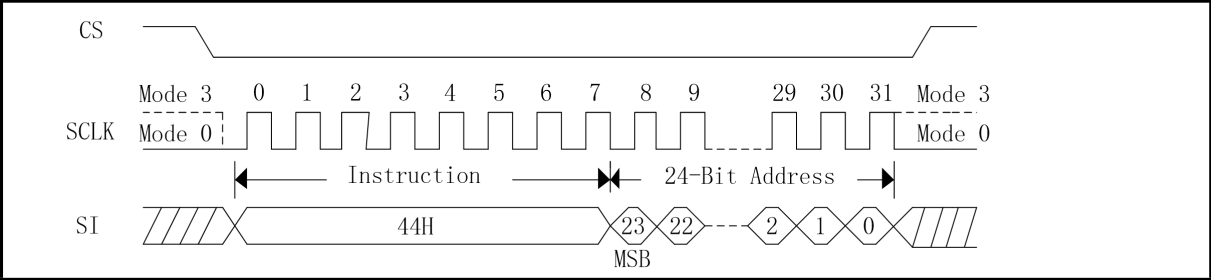 CS
Mode 3 0 1 2 3 4 5 6 7 8 9 29 30 31 Mode 3
SCLK Mode 0 Mode 0
Instruction 24-Bit Address
SI 44H 23 22 2 1 0
MSB